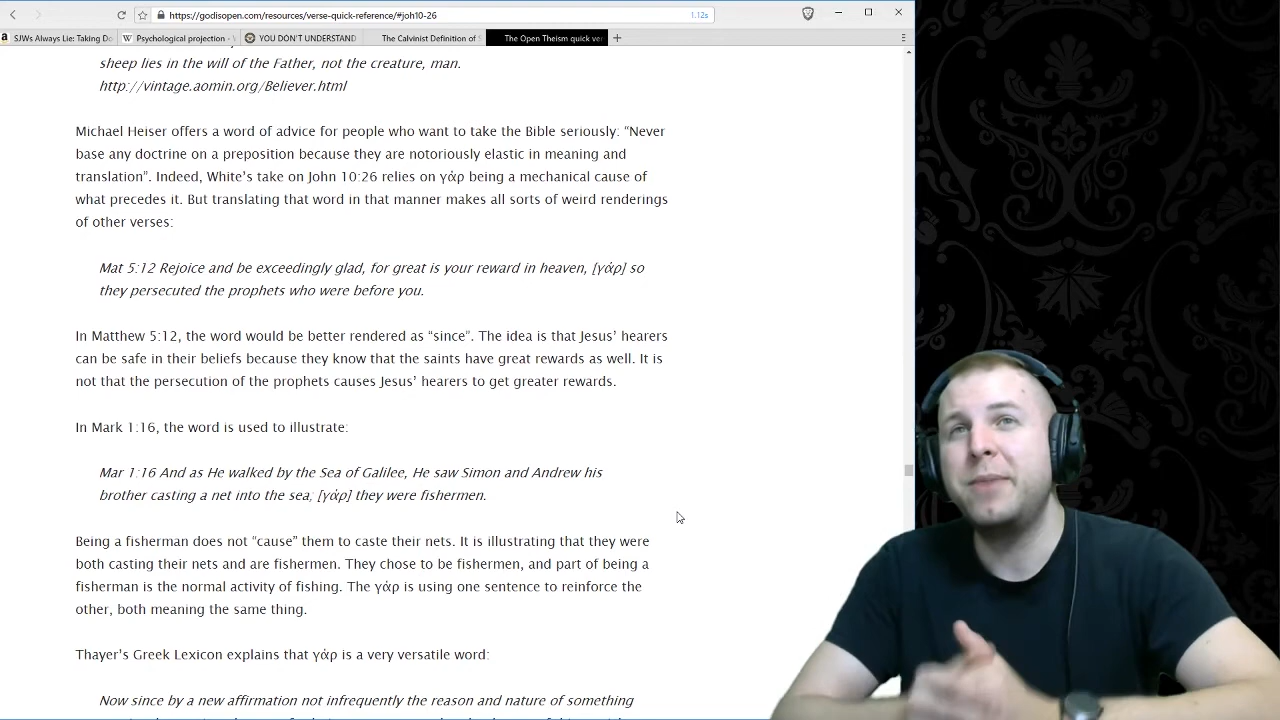 https://godisopen.com/resources/verse-quick-reference/#joh10-26
1.12s
SJWs Always Lie: Taking Do
Psychological projection -
YOU DON'T UNDERSTAND
The Calvinist Definition of
The Open Theism quick ve
sheep lies in the will of the Father, not the creature, man.
http://vintage.aomin.org/Believer.html
Michael Heiser offers a word of advice for people who want to take the Bible seriously: “Never
base any doctrine on a preposition because they are notoriously elastic in meaning and
translation”. Indeed, White’s take on John 10:26 relies on γὰρ being a mechanical cause of
what precedes it. But translating that word in that manner makes all sorts of weird renderings
of other verses:
Mat 5:12 Rejoice and be exceedingly glad, for great is your reward in heaven, [γὰρ] so
they persecuted the prophets who were before you.
In Matthew 5:12, the word would be better rendered as “since”. The idea is that Jesus’ hearers
can be safe in their beliefs because they know that the saints have great rewards as well. It is
not that the persecution of the prophets causes Jesus’ hearers to get greater rewards.
In Mark 1:16, the word is used to illustrate:
Mar 1:16 And as He walked by the Sea of Galilee, He saw Simon and Andrew his
brother casting a net into the sea, [γὰρ] they were fishermen.
Being a fisherman does not “cause” them to caste their nets. It is illustrating that they were
both casting their nets and are fishermen. They chose to be fishermen, and part of being a
fisherman is the normal activity of fishing. The γὰρ is using one sentence to reinforce the
other, both meaning the same thing.
Thayer’s Greek Lexicon explains that γὰρ is a very versatile word:
Now since by a new affirmation not infrequently the reason and nature of something